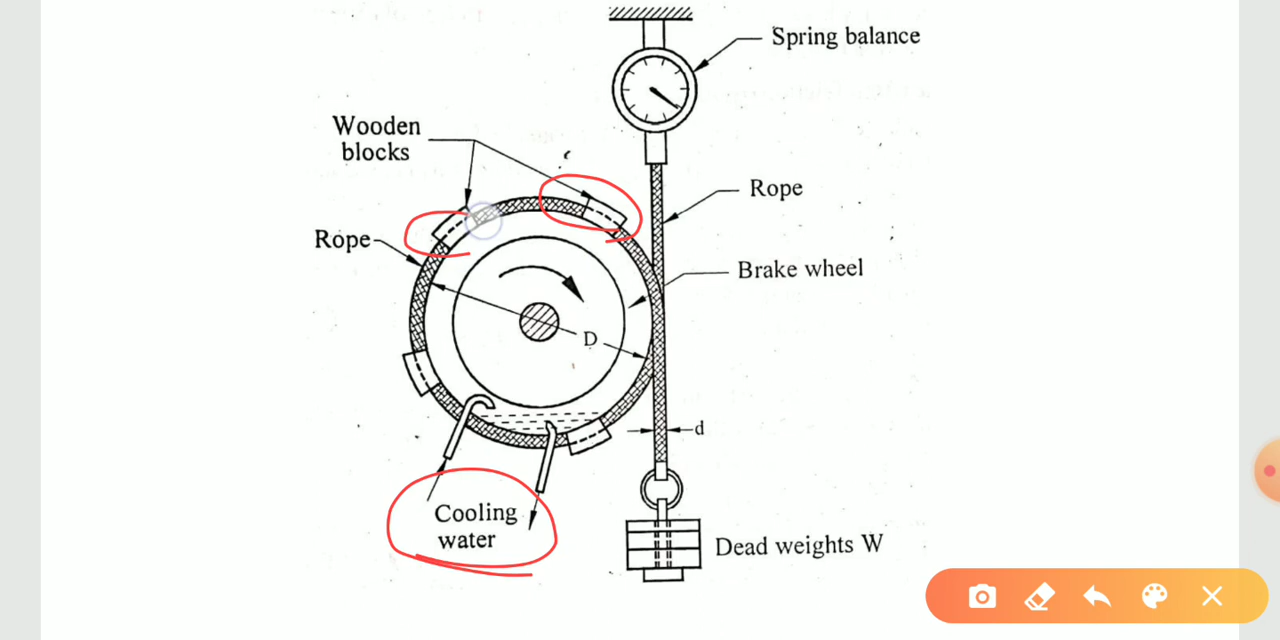 Spring balance
Wooden
blocks
Rope
Rope
Brake wheel
D
d
Cooling
water
Dead weights W